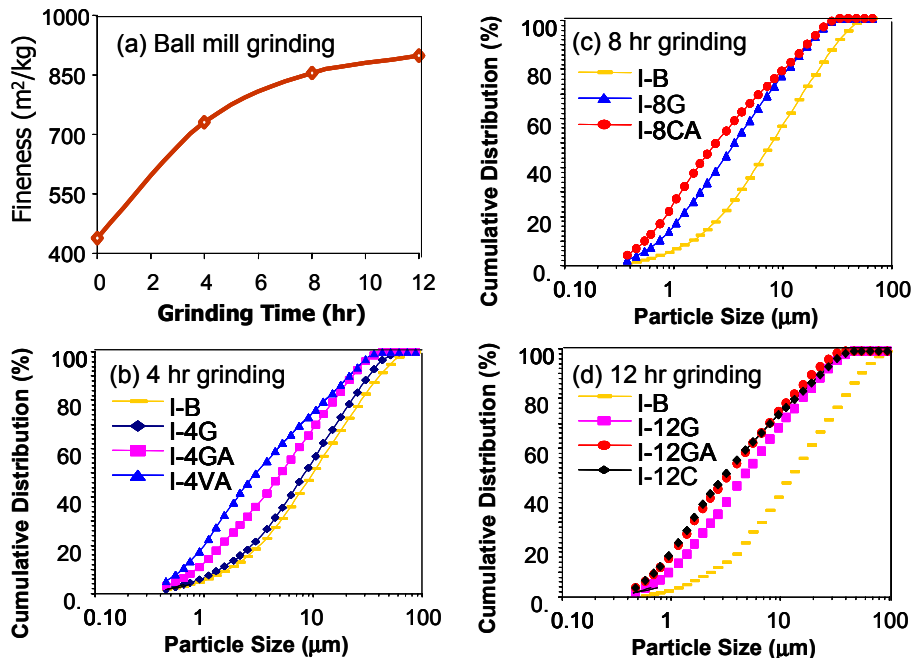 (a) Ball mill grinding
Fineness (m²/kg)
1000
850
700
550
400
0 2 4 6 8 10 12
Grinding Time (hr)
(c) 8 hr grinding
I-B
I-8G
I-8CA
Cumulative Distribution (%)
100
80
60
40
20
0.
0.10 1 10 100
Particle Size (µm)
(b) 4 hr grinding
I-B
I-4G
I-4GA
I-4VA
Cumulative Distribution (%)
100
80
60
40
20
0.
0.10 1 10 100
Particle Size (µm)
(d) 12 hr grinding
I-B
I-12G
I-12GA
I-12C
Cumulative Distribution (%)
100
80
60
40
20
0.
0.10 1 10 100
Particle Size (µm)